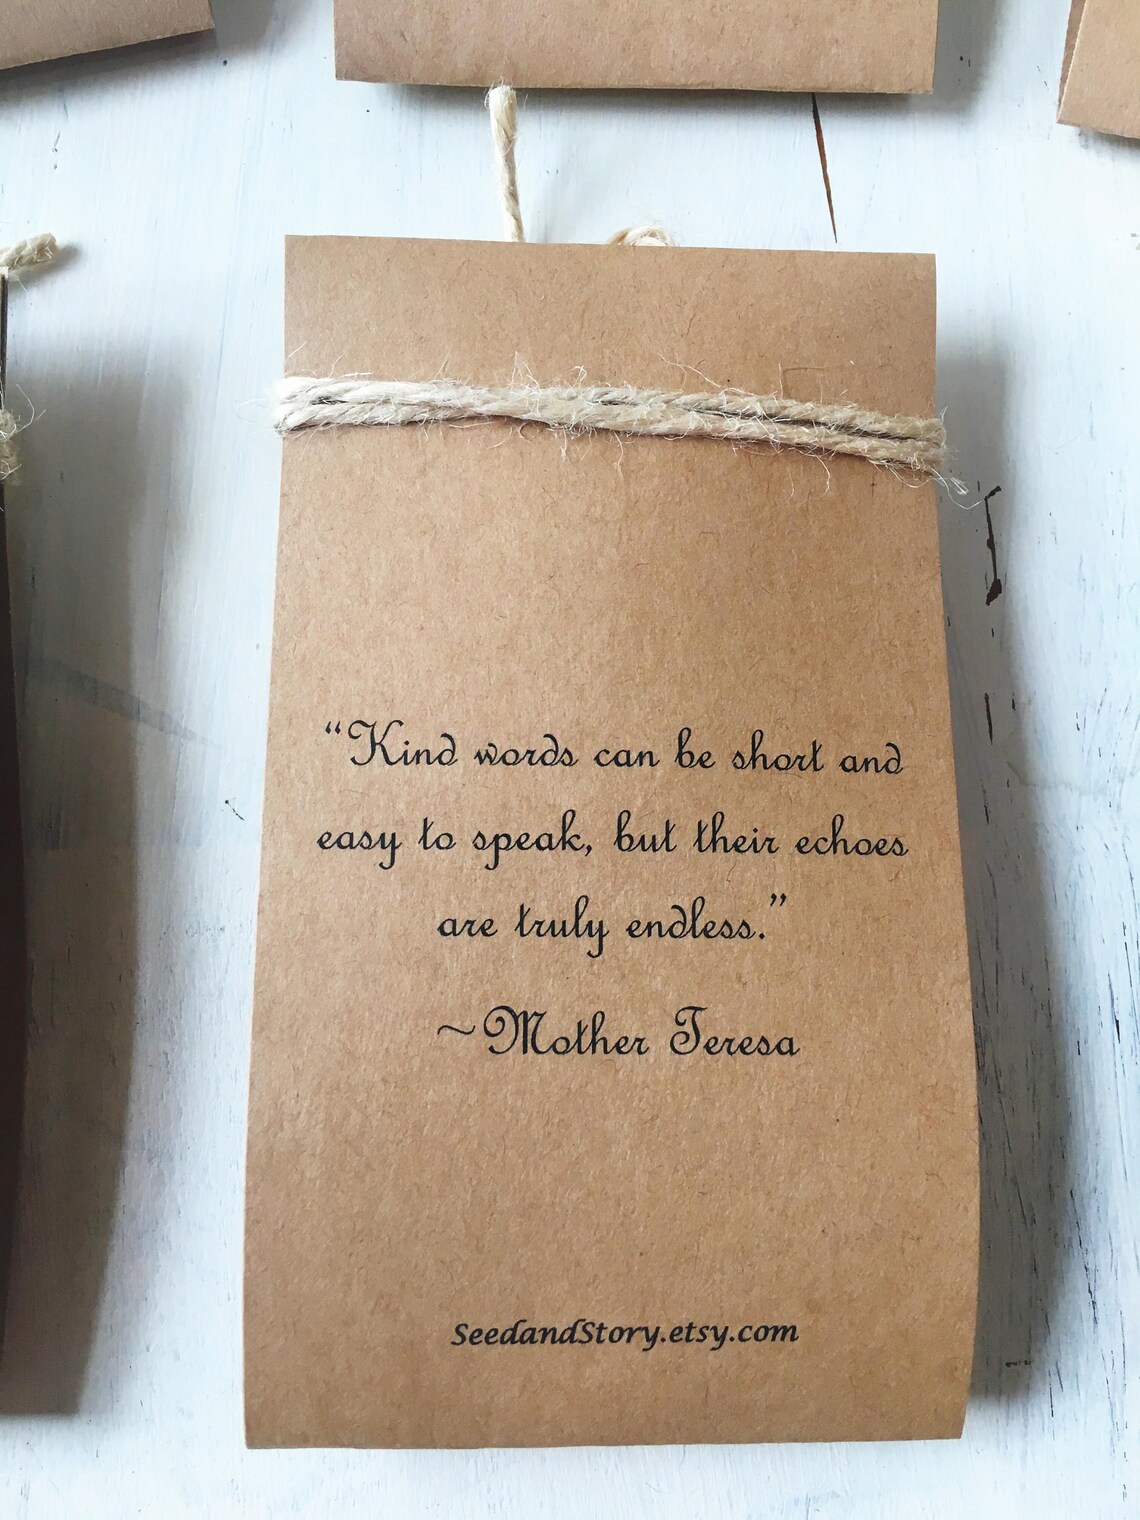 “Kind words can be short and
easy to speak, but their echoes
are truly endless.”
~Mother Teresa
SeedandStory.etsy.com